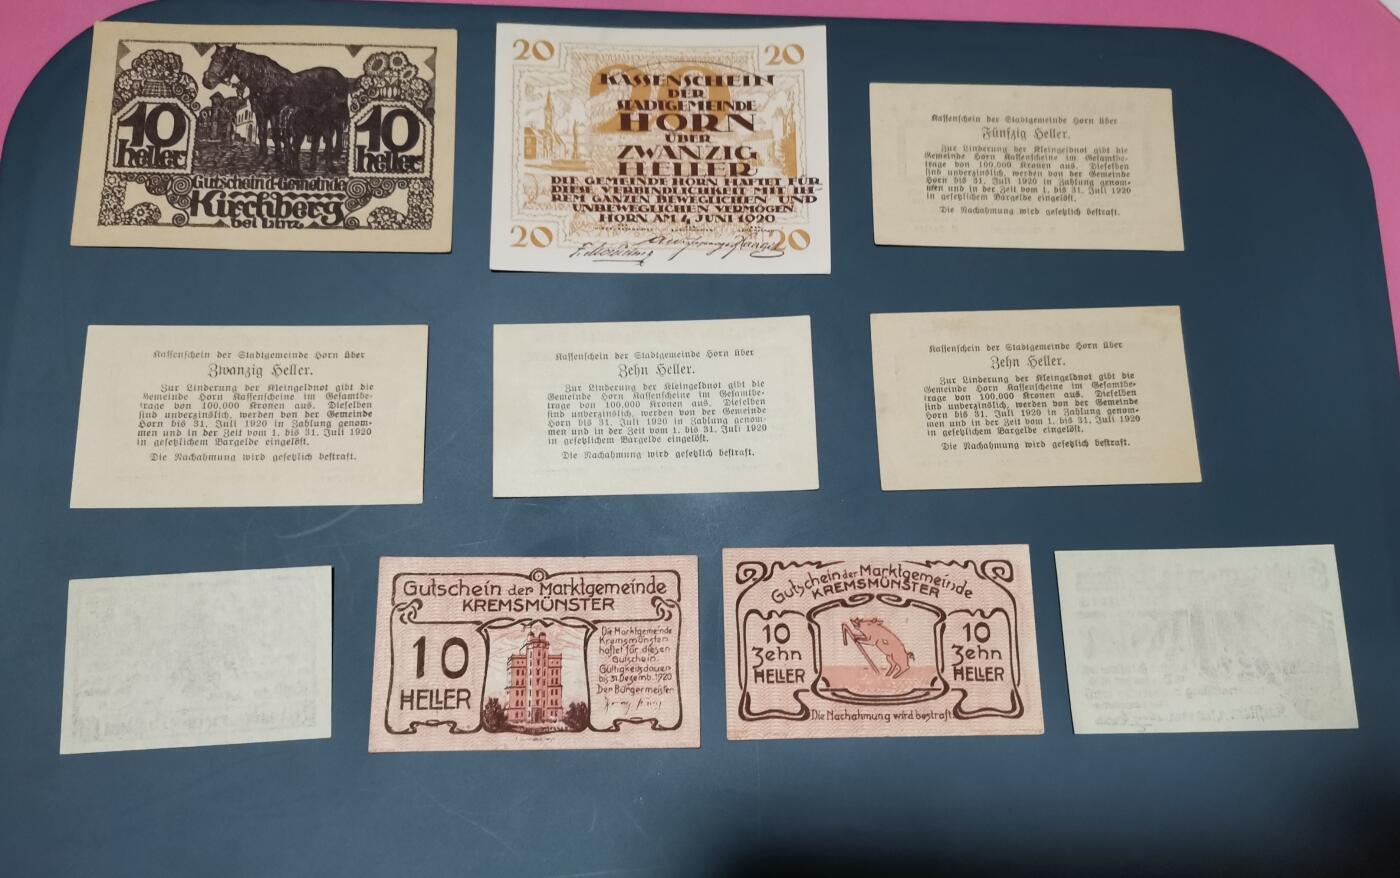 10
heller
10
heller
Gutschein d. Gemeinde
Kirchberg
bei Linz
20
20
KASSENSCHEIN
DER
STADTGEMEINDE
HORN
ÜBER
ZWANZIG
HELLER
DIE GEMEINDE HORN HAFTET FÜR
DIESE VERBINDLICHKEIT MIT IH-
REM GANZEN BEWEGLICHEN UND
UNBEWEGLICHEN VERMÖGEN
HORN AM 4. JUNI 1920
20
20
Kassenschein der Stadtgemeinde Horn über
Fünfzig Heller.
Zur Linderung der Kleingeldnot gibt die
Gemeinde Horn Kassenscheine im Gesamtbe-
trage von 100.000 Kronen aus. Dieselben
sind unverzinslich, werden von der Gemeinde
Horn bis 31. Juli 1920 in Zahlung genom-
men und in der Zeit vom 1. bis 31. Juli 1920
in gesetzlichem Bargelde eingelöst.
Die Nachahmung wird gesetzlich bestraft.
Kassenschein der Stadtgemeinde Horn über
Zwanzig Heller.
Zur Linderung der Kleingeldnot gibt die
Gemeinde Horn Kassenscheine im Gesamtbe-
trage von 100.000 Kronen aus. Dieselben
sind unverzinslich, werden von der Gemeinde
Horn bis 31. Juli 1920 in Zahlung genom-
men und in der Zeit vom 1. bis 31. Juli 1920
in gesetzlichem Bargelde eingelöst.
Die Nachahmung wird gesetzlich bestraft.
Kassenschein der Stadtgemeinde Horn über
Zehn Heller.
Zur Linderung der Kleingeldnot gibt die
Gemeinde Horn Kassenscheine im Gesamtbe-
trage von 100.000 Kronen aus. Dieselben
sind unverzinslich, werden von der Gemeinde
Horn bis 31. Juli 1920 in Zahlung genom-
men und in der Zeit vom 1. bis 31. Juli 1920
in gesetzlichem Bargelde eingelöst.
Die Nachahmung wird gesetzlich bestraft.
Kassenschein der Stadtgemeinde Horn über
Zehn Heller.
Zur Linderung der Kleingeldnot gibt die
Gemeinde Horn Kassenscheine im Gesamtbe-
trage von 100.000 Kronen aus. Dieselben
sind unverzinslich, werden von der Gemeinde
Horn bis 31. Juli 1920 in Zahlung genom-
men und in der Zeit vom 1. bis 31. Juli 1920
in gesetzlichem Bargelde eingelöst.
Die Nachahmung wird gesetzlich bestraft.
Gutschein der Marktgemeinde
KREMSMÜNSTER
10
HELLER
Die Marktgemeinde
Kremsmünster
haftet für diesen
Gutschein.
Gültigkeitsdauer
bis 31. Dezemb. 1920
Der Bürgermeister
Gutschein der Marktgemeinde
KREMSMÜNSTER
10
Zehn
HELLER
10
Zehn
HELLER
Die Nachahmung wird bestraft